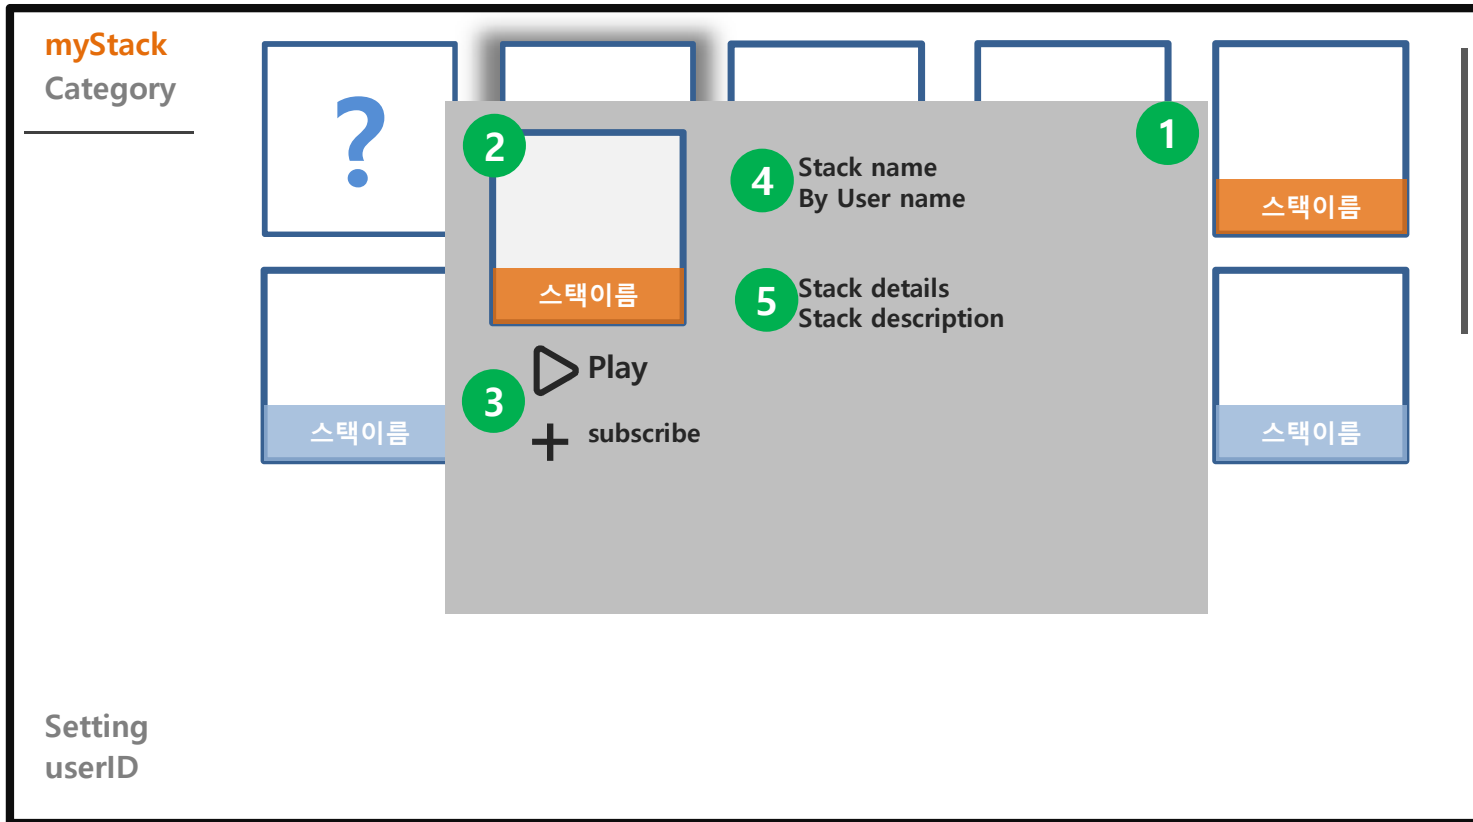 myStack
Category
?
스택이름
스택이름
스택이름
1
2
스택이름
3
Play
+ subscribe
4
Stack name
By User name
5
Stack details
Stack description
Setting
userID